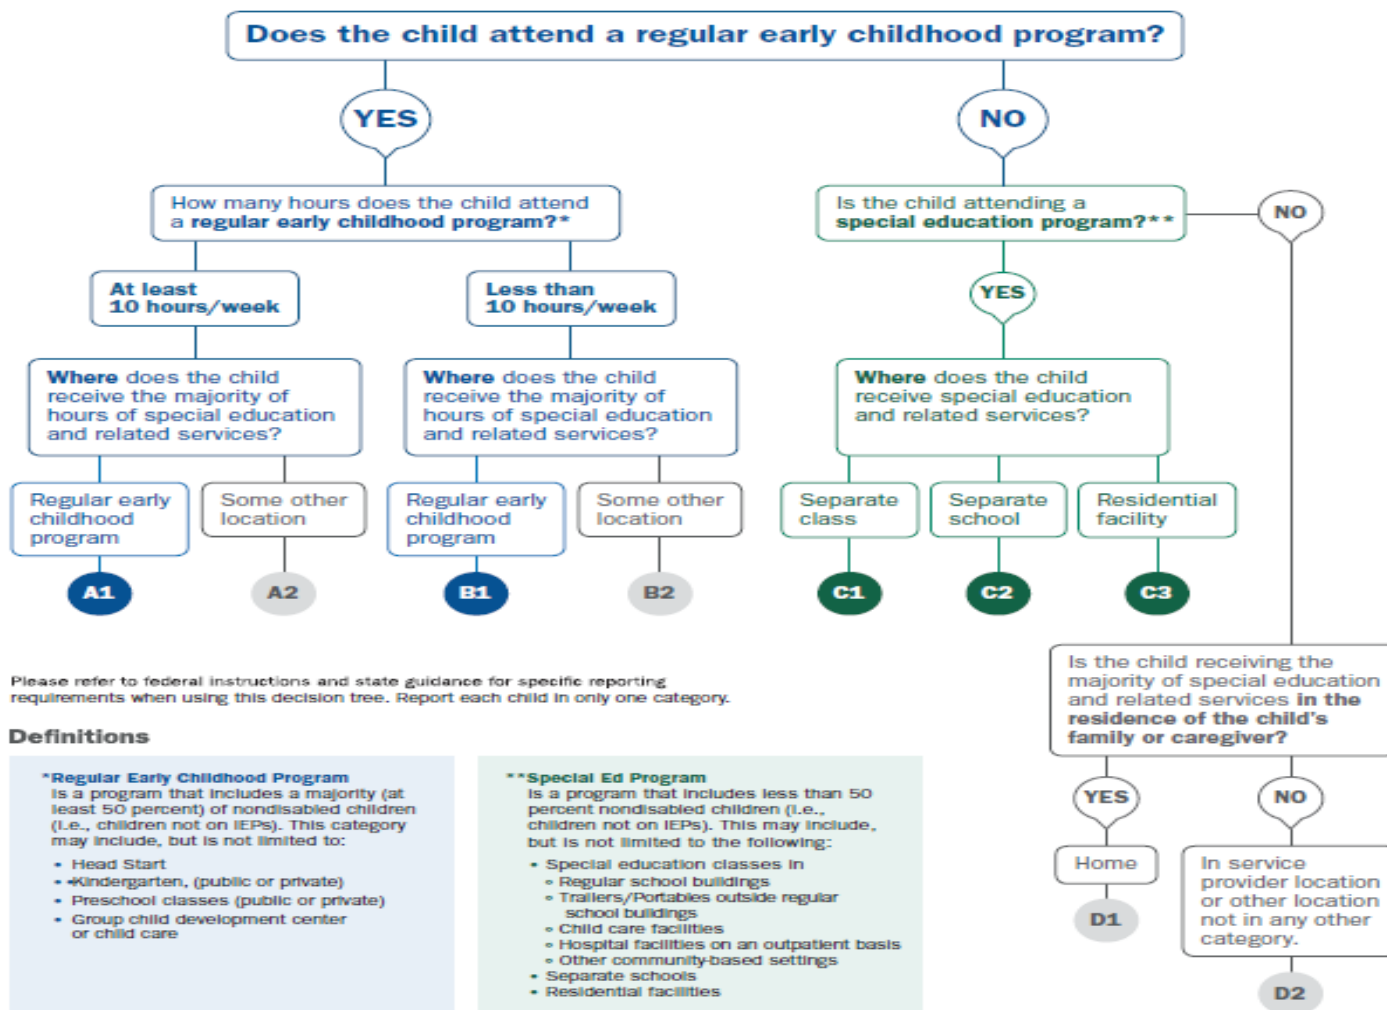 Does the child attend a regular early childhood program?
YES
NO
How many hours does the child attend
a regular early childhood program?*
Is the child attending a
special education program?**
NO
At least
10 hours/week
Less than
10 hours/week
YES
Where does the child
receive the majority of
hours of special education
and related services?
Where does the child
receive the majority of
hours of special education
and related services?
Where does the child
receive special education
and related services?
Regular early
childhood
program
Some other
location
Regular early
childhood
program
Some other
location
Separate
class
Separate
school
Residential
facility
A1
A2
B1
B2
C1
C2
C3
Is the child receiving the
majority of special education
and related services in the
residence of the child's
family or caregiver?
YES
NO
Home
In service
provider location
or other location
not in any other
category.
D1
D2
Please refer to federal instructions and state guidance for specific reporting
requirements when using this decision tree. Report each child in only one category.
Definitions
*Regular Early Childhood Program
Is a program that includes a majority (at
least 50 percent) of nondisabled children
(i.e., children not on IEPs). This category
may include, but is not limited to:
• Head Start
• •Kindergarten, (public or private)
• Preschool classes (public or private)
• Group child development center
or child care
**Special Ed Program
Is a program that includes less than 50
percent nondisabled children (i.e.,
children not on IEPs). This may include,
but is not limited to the following:
• Special education classes in
∘ Regular school buildings
∘ Trailers/Portables outside regular
school buildings
∘ Child care facilities
∘ Hospital facilities on an outpatient basis
∘ Other community-based settings
• Separate schools
• Residential facilities